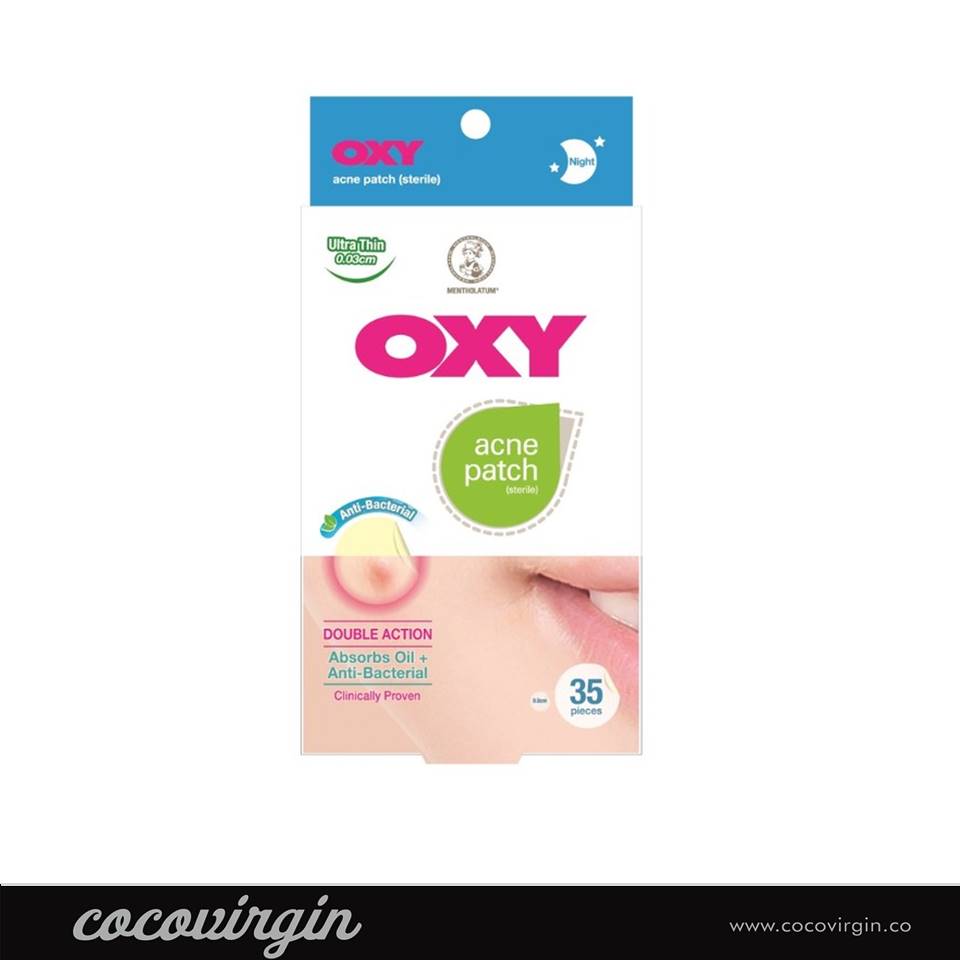 OXY
acne patch (sterile)
Night
Ultra Thin
0.03cm
MENTHOLATUM®
OXY
acne
patch
(sterile)
Anti-Bacterial
DOUBLE ACTION
Absorbs Oil +
Anti-Bacterial
Clinically Proven
35
pieces
cocovirgin
www.cocovirgin.co